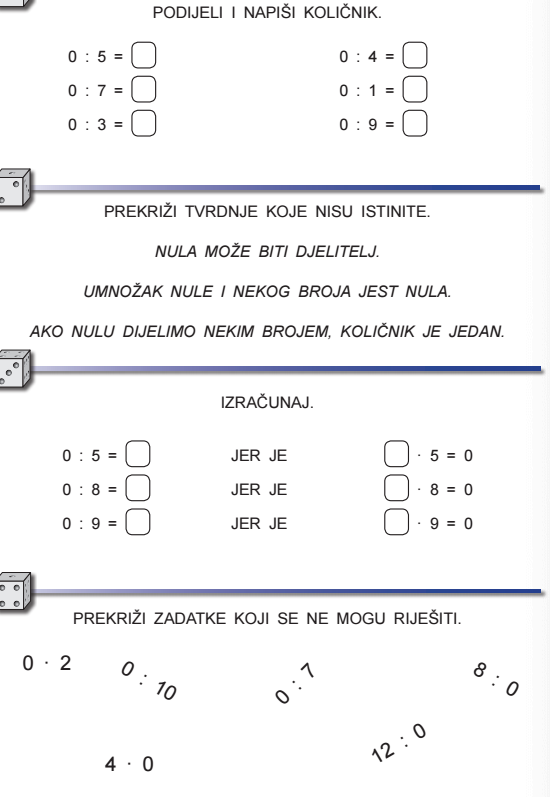 PODIJELI I NAPIŠI KOLIČNIK.
0 : 5 =
0 : 4 =
0 : 7 =
0 : 1 =
0 : 3 =
0 : 9 =
PREKRIŽI TVRDNJE KOJE NISU ISTINITE.
NULA MOŽE BITI DJELITELJ.
UMNOŽAK NULE I NEKOG BROJA JEST NULA.
AKO NULU DIJELIMO NEKIM BROJEM, KOLIČNIK JE JEDAN.
IZRAČUNAJ.
0 : 5 = JER JE · 5 = 0
0 : 8 = JER JE · 8 = 0
0 : 9 = JER JE · 9 = 0
PREKRIŽI ZADATKE KOJI SE NE MOGU RIJEŠITI.
0 · 2
0 : 10
0 : 7
8 : 0
4 · 0
12 : 0